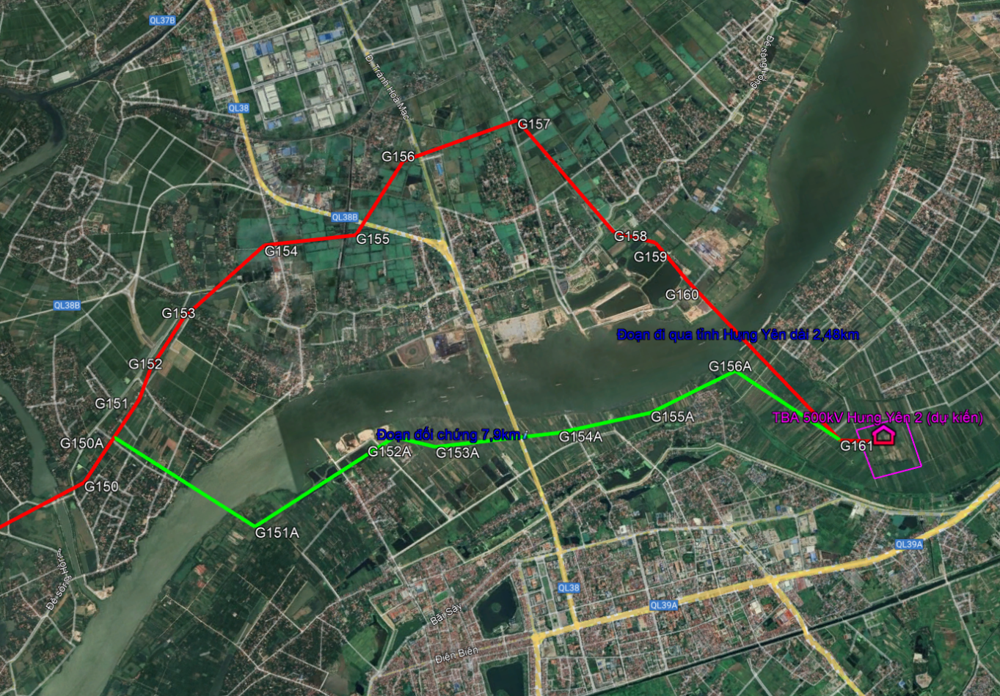 QL37B
Đê sông Hồng
Đ. Tránh Hoa Mạc
QL38
G157
G156
QL38B
G155
G158
G154
G159
G160
QL38B
G153
Đoạn đi qua tỉnh Hưng Yên dài 2,48km
G152
G156A
G151
G155A
TBA 500kV Hưng Yên 2 (dự kiến)
Đoạn đối chứng 7,9km
G150A
G154A
G161
G152A
G153A
G150
G151A
QL39A
QL38
QL39A
Bãi Sậy
Điện Biên